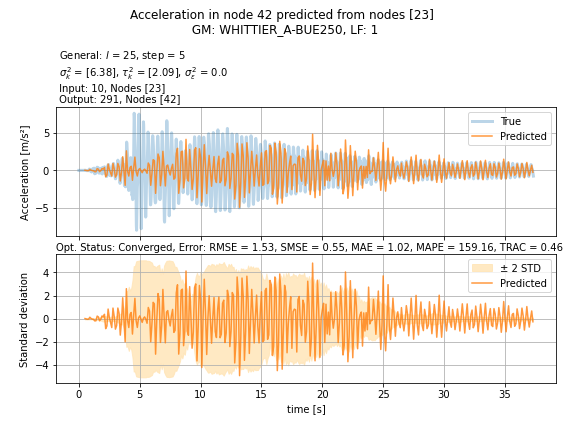 Acceleration in node 42 predicted from nodes [23]
GM: WHITTIER_A-BUE250, LF: 1
General: l = 25, step = 5
σ²ₖ = [6.38], τ²ₖ = [2.09], σ²ε = 0.0
Input: 10, Nodes [23]
Output: 291, Nodes [42]
Acceleration [m/s²]
5
0
−5
True
Predicted
Opt. Status: Converged, Error: RMSE = 1.53, SMSE = 0.55, MAE = 1.02, MAPE = 159.16, TRAC = 0.46
Standard deviation
4
2
0
−2
−4
± 2 STD
Predicted
0 5 10 15 20 25 30 35
time [s]